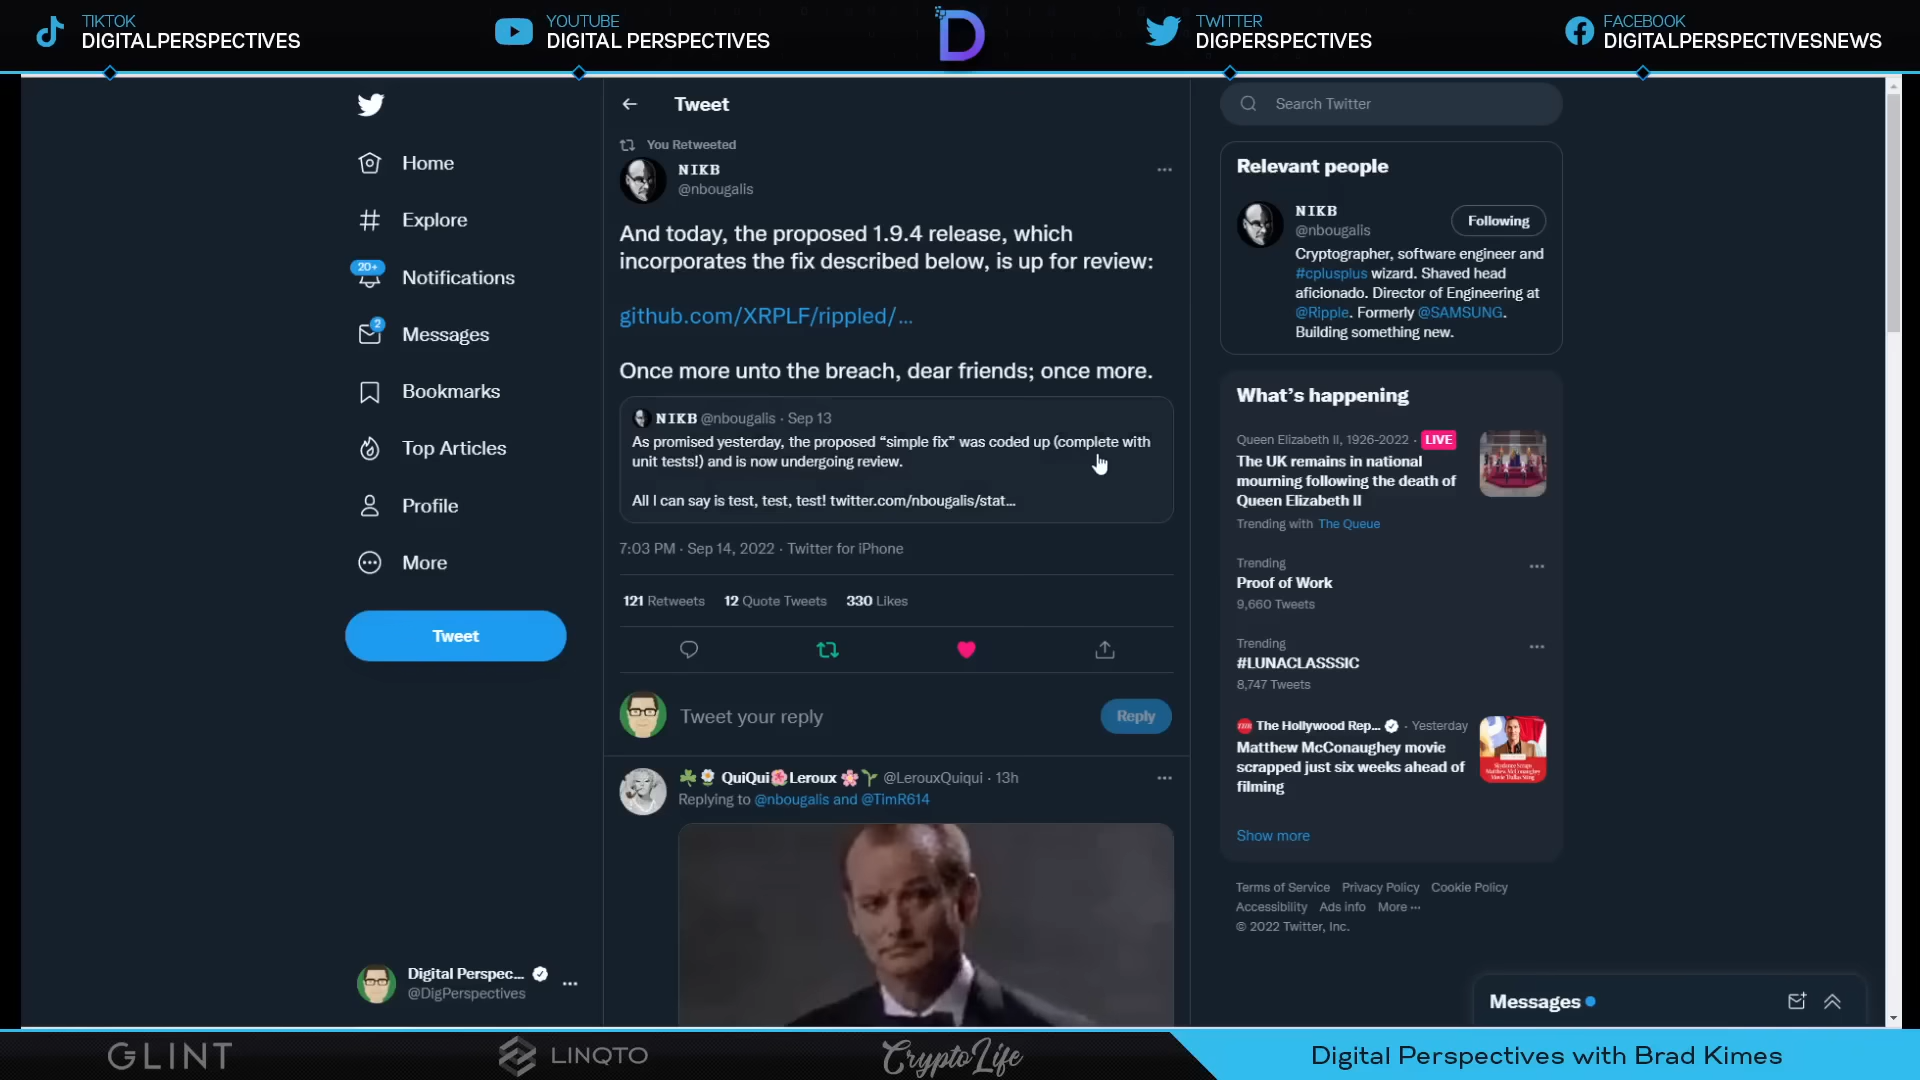 TIKTOK
DIGITALPERSPECTIVES
YOUTUBE
DIGITAL PERSPECTIVES
D
TWITTER
DIGPERSPECTIVES
FACEBOOK
DIGITALPERSPECTIVESNEWS
Home
Explore
20+
Notifications
2
Messages
Bookmarks
Top Articles
Profile
More
Tweet
Digital Perspec...
@DigPerspectives
Tweet
You Retweeted
NIKB
@nbougalis
And today, the proposed 1.9.4 release, which
incorporates the fix described below, is up for review:
github.com/XRPLF/rippled/...
Once more unto the breach, dear friends; once more.
NIKB @nbougalis · Sep 13
As promised yesterday, the proposed “simple fix” was coded up (complete with
unit tests!) and is now undergoing review.
All I can say is test, test, test! twitter.com/nbougalis/stat...
7:03 PM · Sep 14, 2022 · Twitter for iPhone
121 Retweets 12 Quote Tweets 330 Likes
Tweet your reply
Reply
QuiQui Leroux @LerouxQuiqui · 13h
Replying to @nbougalis and @TimR614
Search Twitter
Relevant people
NIKB
@nbougalis
Following
Cryptographer, software engineer and
#cplusplus wizard. Shaved head
aficionado. Director of Engineering at
@Ripple. Formerly @SAMSUNG.
Building something new.
What’s happening
Queen Elizabeth II, 1926-2022 · LIVE
The UK remains in national
mourning following the death of
Queen Elizabeth II
Trending with The Queue
Trending
Proof of Work
9,660 Tweets
Trending
#LUNACLASSSIC
8,747 Tweets
The Hollywood Rep... · Yesterday
Matthew McConaughey movie
scrapped just six weeks ahead of
filming
Show more
Terms of Service Privacy Policy Cookie Policy
Accessibility Ads info More ···
© 2022 Twitter, Inc.
Messages
GLINT
LINQTO
CryptoLife
Digital Perspectives with Brad Kimes